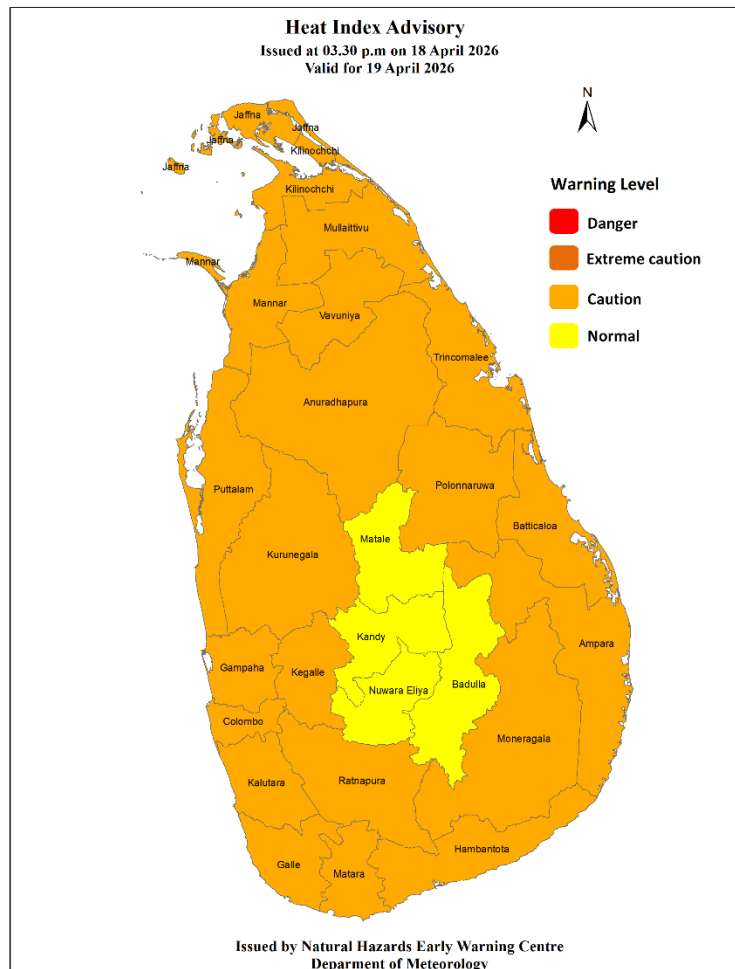 Heat Index Advisory
Issued at 03.30 p.m on 18 April 2026
Valid for 19 April 2026
N
Jaffna
Jaffna
Jaffna
Kilinochchi
Jaffna
Kilinochchi
Warning Level
Danger
Mullaittivu
Extreme caution
Mannar
Caution
Mannar
Vavuniya
Normal
Trincomalee
Anuradhapura
Polonnaruwa
Puttalam
Batticaloa
Matale
Kurunegala
Kandy
Ampara
Gampaha
Kegalle
Nuwara Eliya
Badulla
Colombo
Moneragala
Kalutara
Ratnapura
Hambantota
Galle
Matara
Issued by Natural Hazards Early Warning Centre
Deparment of Meteorology